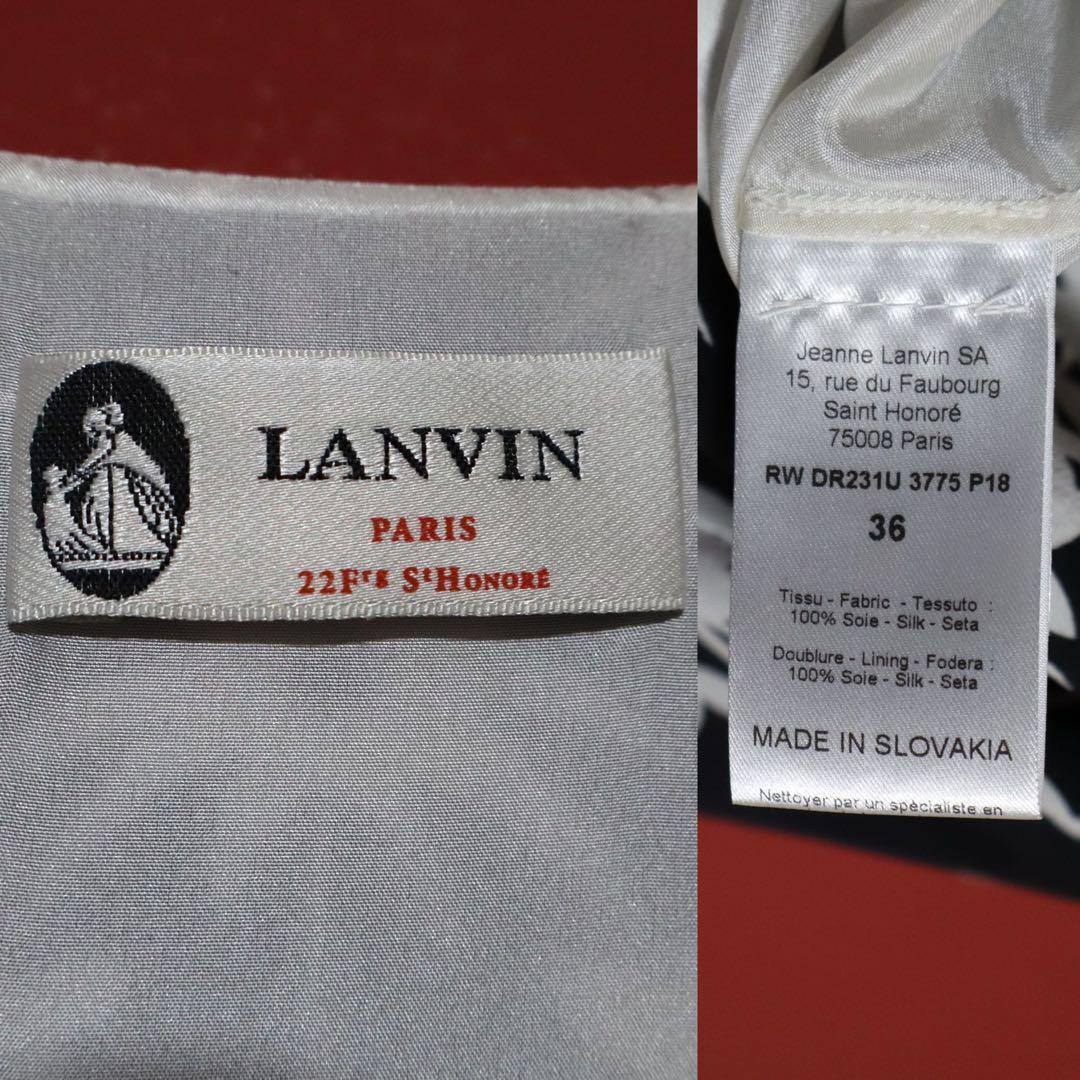 LANVIN
PARIS
22Frg StHonoré
Jeanne Lanvin SA
15, rue du Faubourg
Saint Honoré
75008 Paris
RW DR231U 3775 P18
36
Tissu - Fabric - Tessuto :
100% Soie - Silk - Seta
Doublure - Lining - Fodera :
100% Soie - Silk - Seta
MADE IN SLOVAKIA
Nettoyer par un spécialiste en